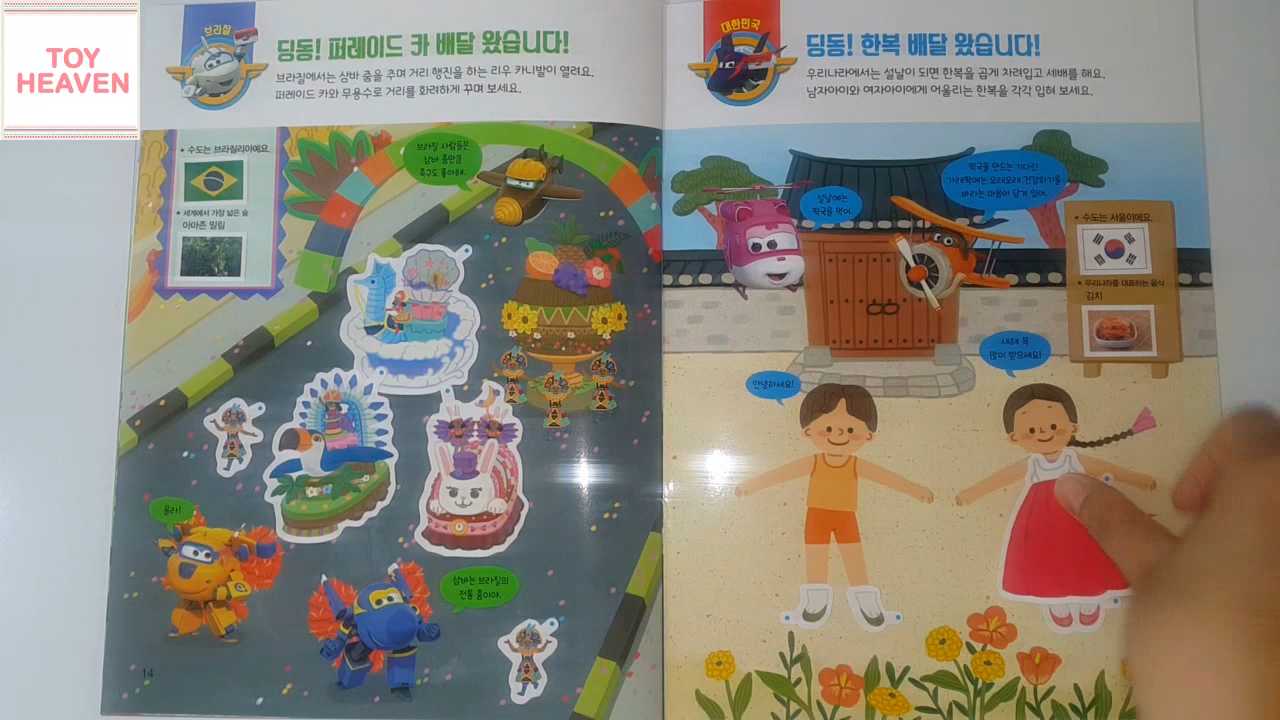 TOY
HEAVEN
브라질
딩동! 퍼레이드 카 배달 왔습니다!
브라질에서는 삼바 춤을 추며 거리 행진을 하는 리우 카니발이 열려요.
퍼레이드 카와 무용수로 거리를 화려하게 꾸며 보세요.
• 수도는 브라질리아예요.
• 세계에서 가장 넓은 숲
아마존 밀림
브라질 사람들은
삼바 춤만큼
축구도 좋아해.
올라!
삼바는 브라질의
전통 춤이야.
14
대한민국
딩동! 한복 배달 왔습니다!
우리나라에서는 설날이 되면 한복을 곱게 차려입고 세배를 해요.
남자아이와 여자아이에게 어울리는 한복을 각각 입혀 보세요.
설날에는
떡국을 먹어.
떡국을 만드는 기다란
가래떡에는 오래오래 건강하기를
바라는 마음이 담겨 있어.
• 수도는 서울이에요.
• 우리나라를 대표하는 음식
김치
새해 복
많이 받으세요!
안녕하세요!